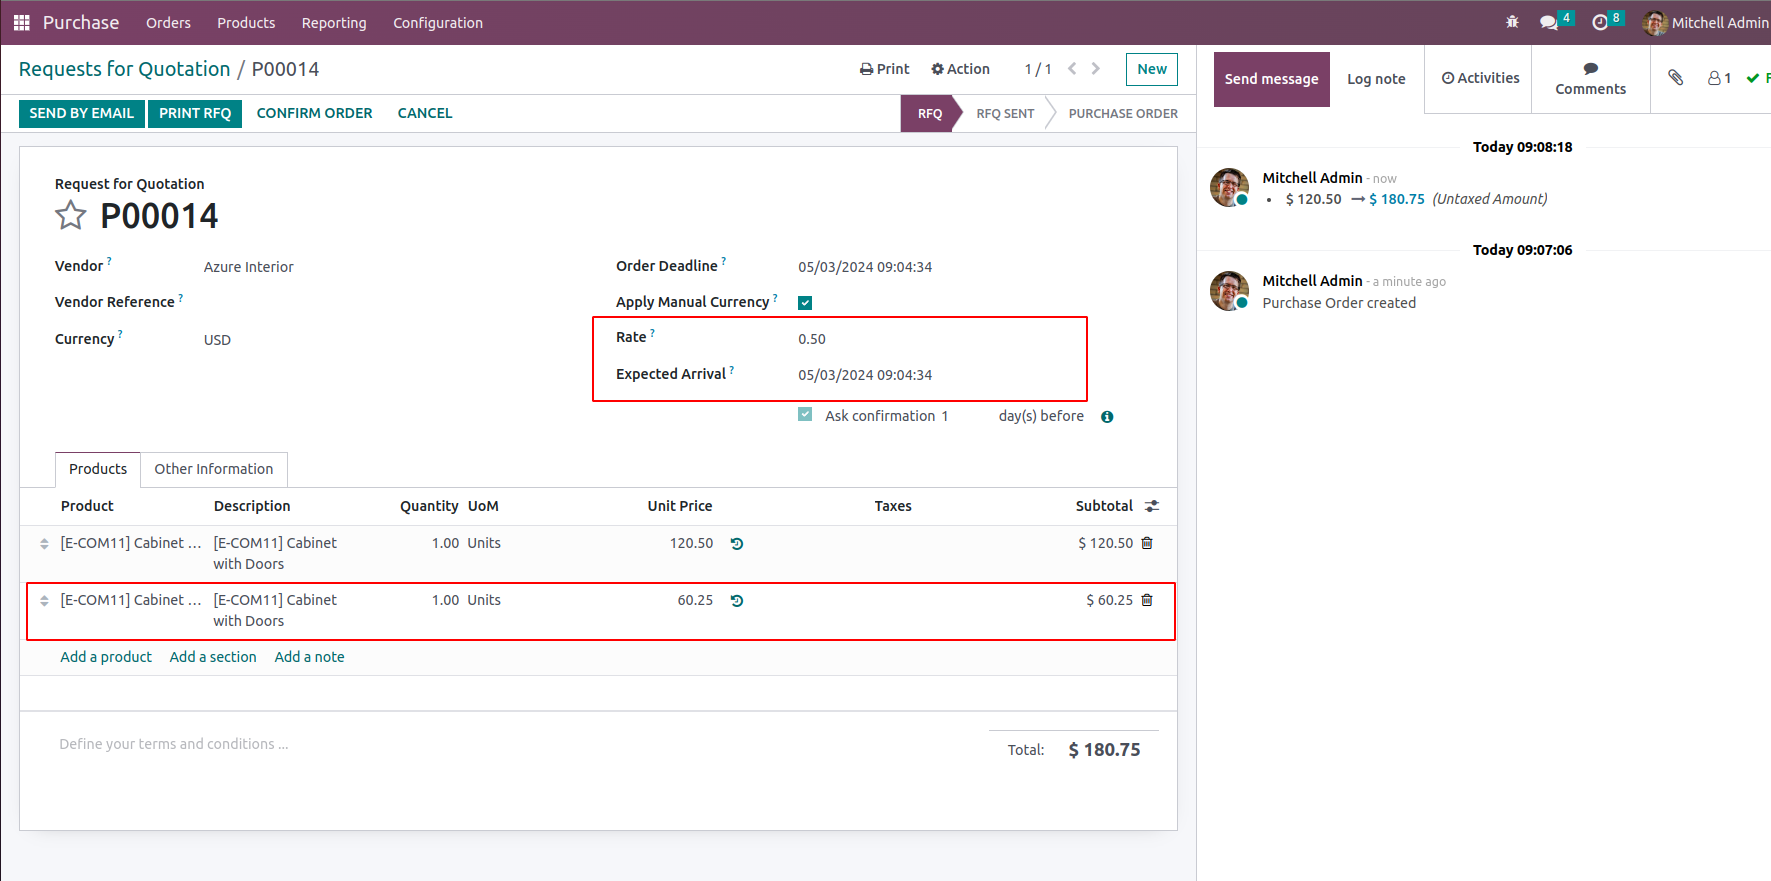 Purchase Orders Products Reporting Configuration 4 8 Mitchell Admin
Requests for Quotation / P00014 Print Action 1 / 1 New
SEND BY EMAIL PRINT RFQ CONFIRM ORDER CANCEL RFQ RFQ SENT PURCHASE ORDER
Request for Quotation
P00014
Vendor ? Azure Interior
Vendor Reference ?
Currency ? USD
Order Deadline ? 05/03/2024 09:04:34
Apply Manual Currency ?
Rate ? 0.50
Expected Arrival ? 05/03/2024 09:04:34
Ask confirmation 1 day(s) before
Products Other Information
Product Description Quantity UoM Unit Price Taxes Subtotal
[E-COM11] Cabinet ... [E-COM11] Cabinet 1.00 Units 120.50 $ 120.50
with Doors
[E-COM11] Cabinet ... [E-COM11] Cabinet 1.00 Units 60.25 $ 60.25
with Doors
Add a product Add a section Add a note
Define your terms and conditions ...
Total: $ 180.75
Send message Log note Activities Comments 1 F
Today 09:08:18
Mitchell Admin - now
• $ 120.50 → $ 180.75 (Untaxed Amount)
Today 09:07:06
Mitchell Admin - a minute ago
Purchase Order created